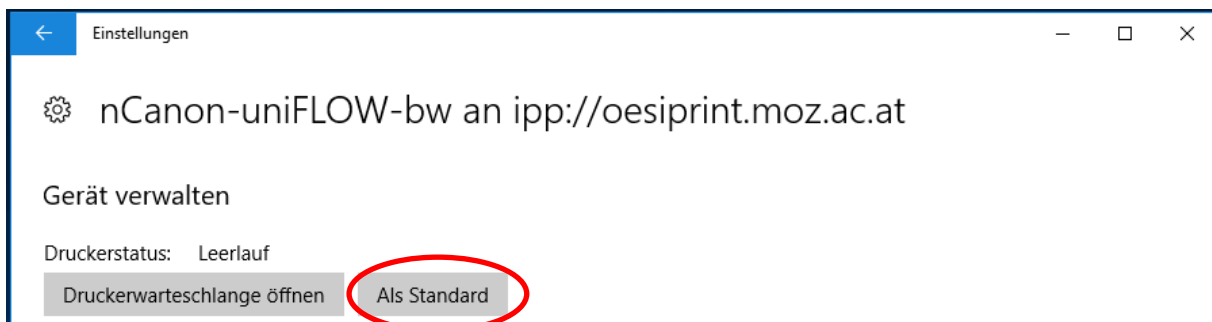 Einstellungen
nCanon-uniFLOW-bw an ipp://oesiprint.moz.ac.at
Gerät verwalten
Druckerstatus: Leerlauf
Druckerwarteschlange öffnen Als Standard